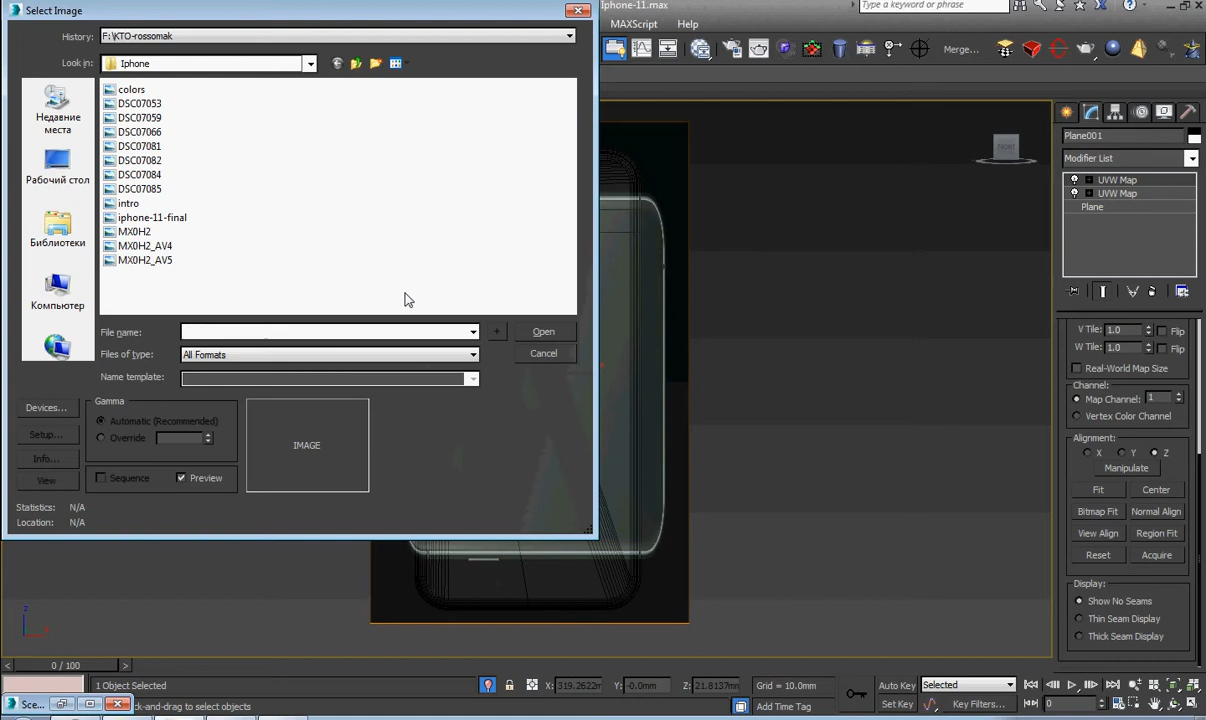 Select Image
iphone-11.max
Type a keyword or phrase
History: F:\KTO-rossomak
MAXScript Help
Look in: Iphone
Merge...
colors
DSC07053
DSC07059
DSC07066
DSC07081
DSC07082
DSC07084
DSC07085
intro
iphone-11-final
MX0H2
MX0H2_AV4
MX0H2_AV5
Недавние места
Рабочий стол
Библиотеки
Компьютер
File name:
Open
Files of type: All Formats
Cancel
Name template:
Devices...
Setup...
Info...
View
Gamma
Automatic (Recommended)
Override
Sequence
Preview
IMAGE
Statistics: N/A
Location: N/A
FRONT
Plane001
Modifier List
UVW Map
UVW Map
Plane
V Tile: 1.0 Flip
W Tile: 1.0 Flip
Real-World Map Size
Channel:
Map Channel: 1
Vertex Color Channel
Alignment:
X Y Z
Manipulate
Fit Center
Bitmap Fit Normal Align
View Align Region Fit
Reset Acquire
Display:
Show No Seams
Thin Seam Display
Thick Seam Display
z
x
0 / 100
1 Object Selected
X: 319.2622m
Y: -0.0mm
Z: 21.8137mm
Grid = 10.0mm
Auto Key
Selected
Sce...
ck-and-drag to select objects
Add Time Tag
Set Key
Key Filters...
0